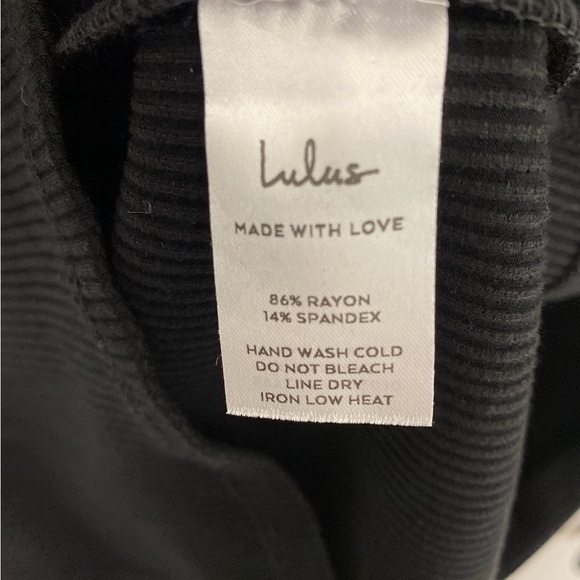 Lulus
MADE WITH LOVE
86% RAYON
14% SPANDEX
HAND WASH COLD
DO NOT BLEACH
LINE DRY
IRON LOW HEAT